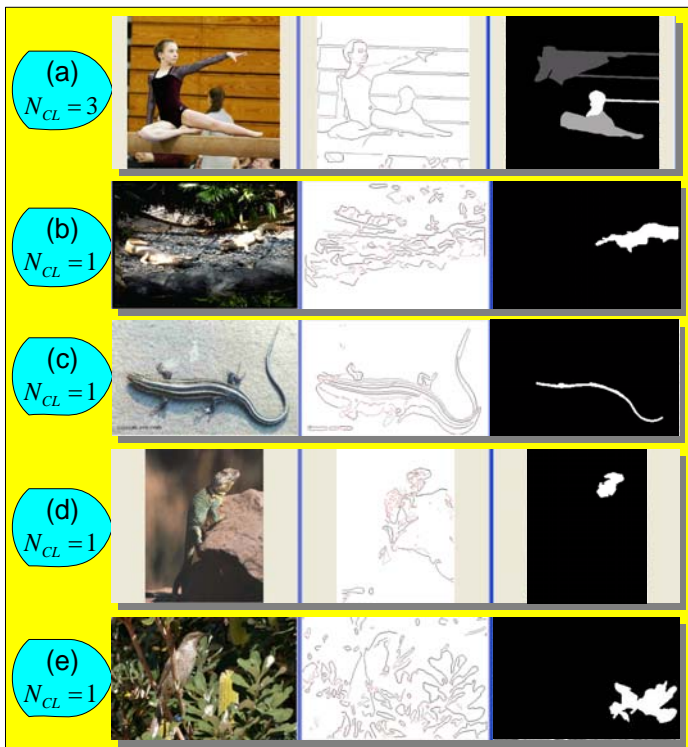 (a)
N_CL = 3
(b)
N_CL = 1
(c)
N_CL = 1
(d)
N_CL = 1
(e)
N_CL = 1